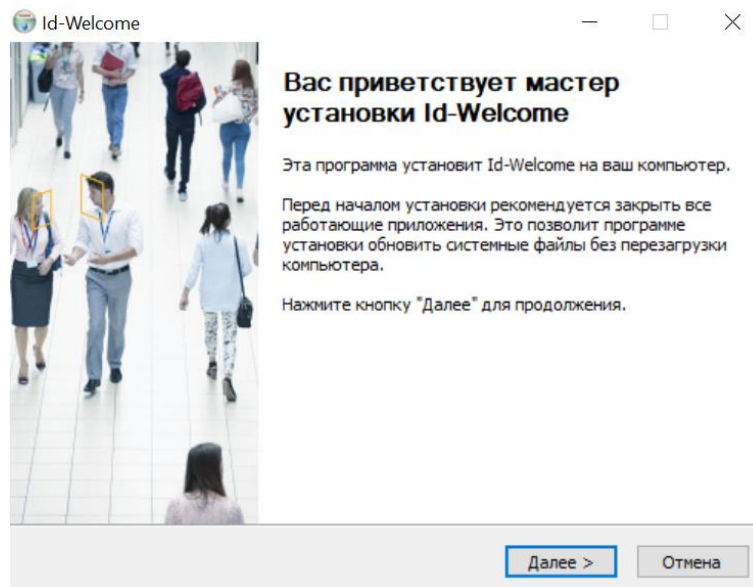 Id-Welcome
Вас приветствует мастер
установки Id-Welcome
Эта программа установит Id-Welcome на ваш компьютер.
Перед началом установки рекомендуется закрыть все
работающие приложения. Это позволит программе
установки обновить системные файлы без перезагрузки
компьютера.
Нажмите кнопку "Далее" для продолжения.
Далее >
Отмена